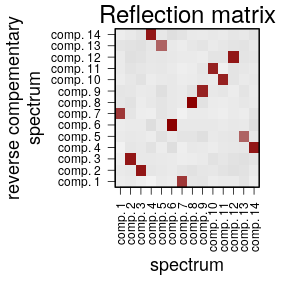 Reflection matrix
reverse compementary
spectrum
comp. 14
comp. 13
comp. 12
comp. 11
comp. 10
comp. 9
comp. 8
comp. 7
comp. 6
comp. 5
comp. 4
comp. 3
comp. 2
comp. 1
comp. 1
comp. 2
comp. 3
comp. 4
comp. 5
comp. 6
comp. 7
comp. 8
comp. 9
comp. 10
comp. 11
comp. 12
comp. 13
comp. 14
spectrum